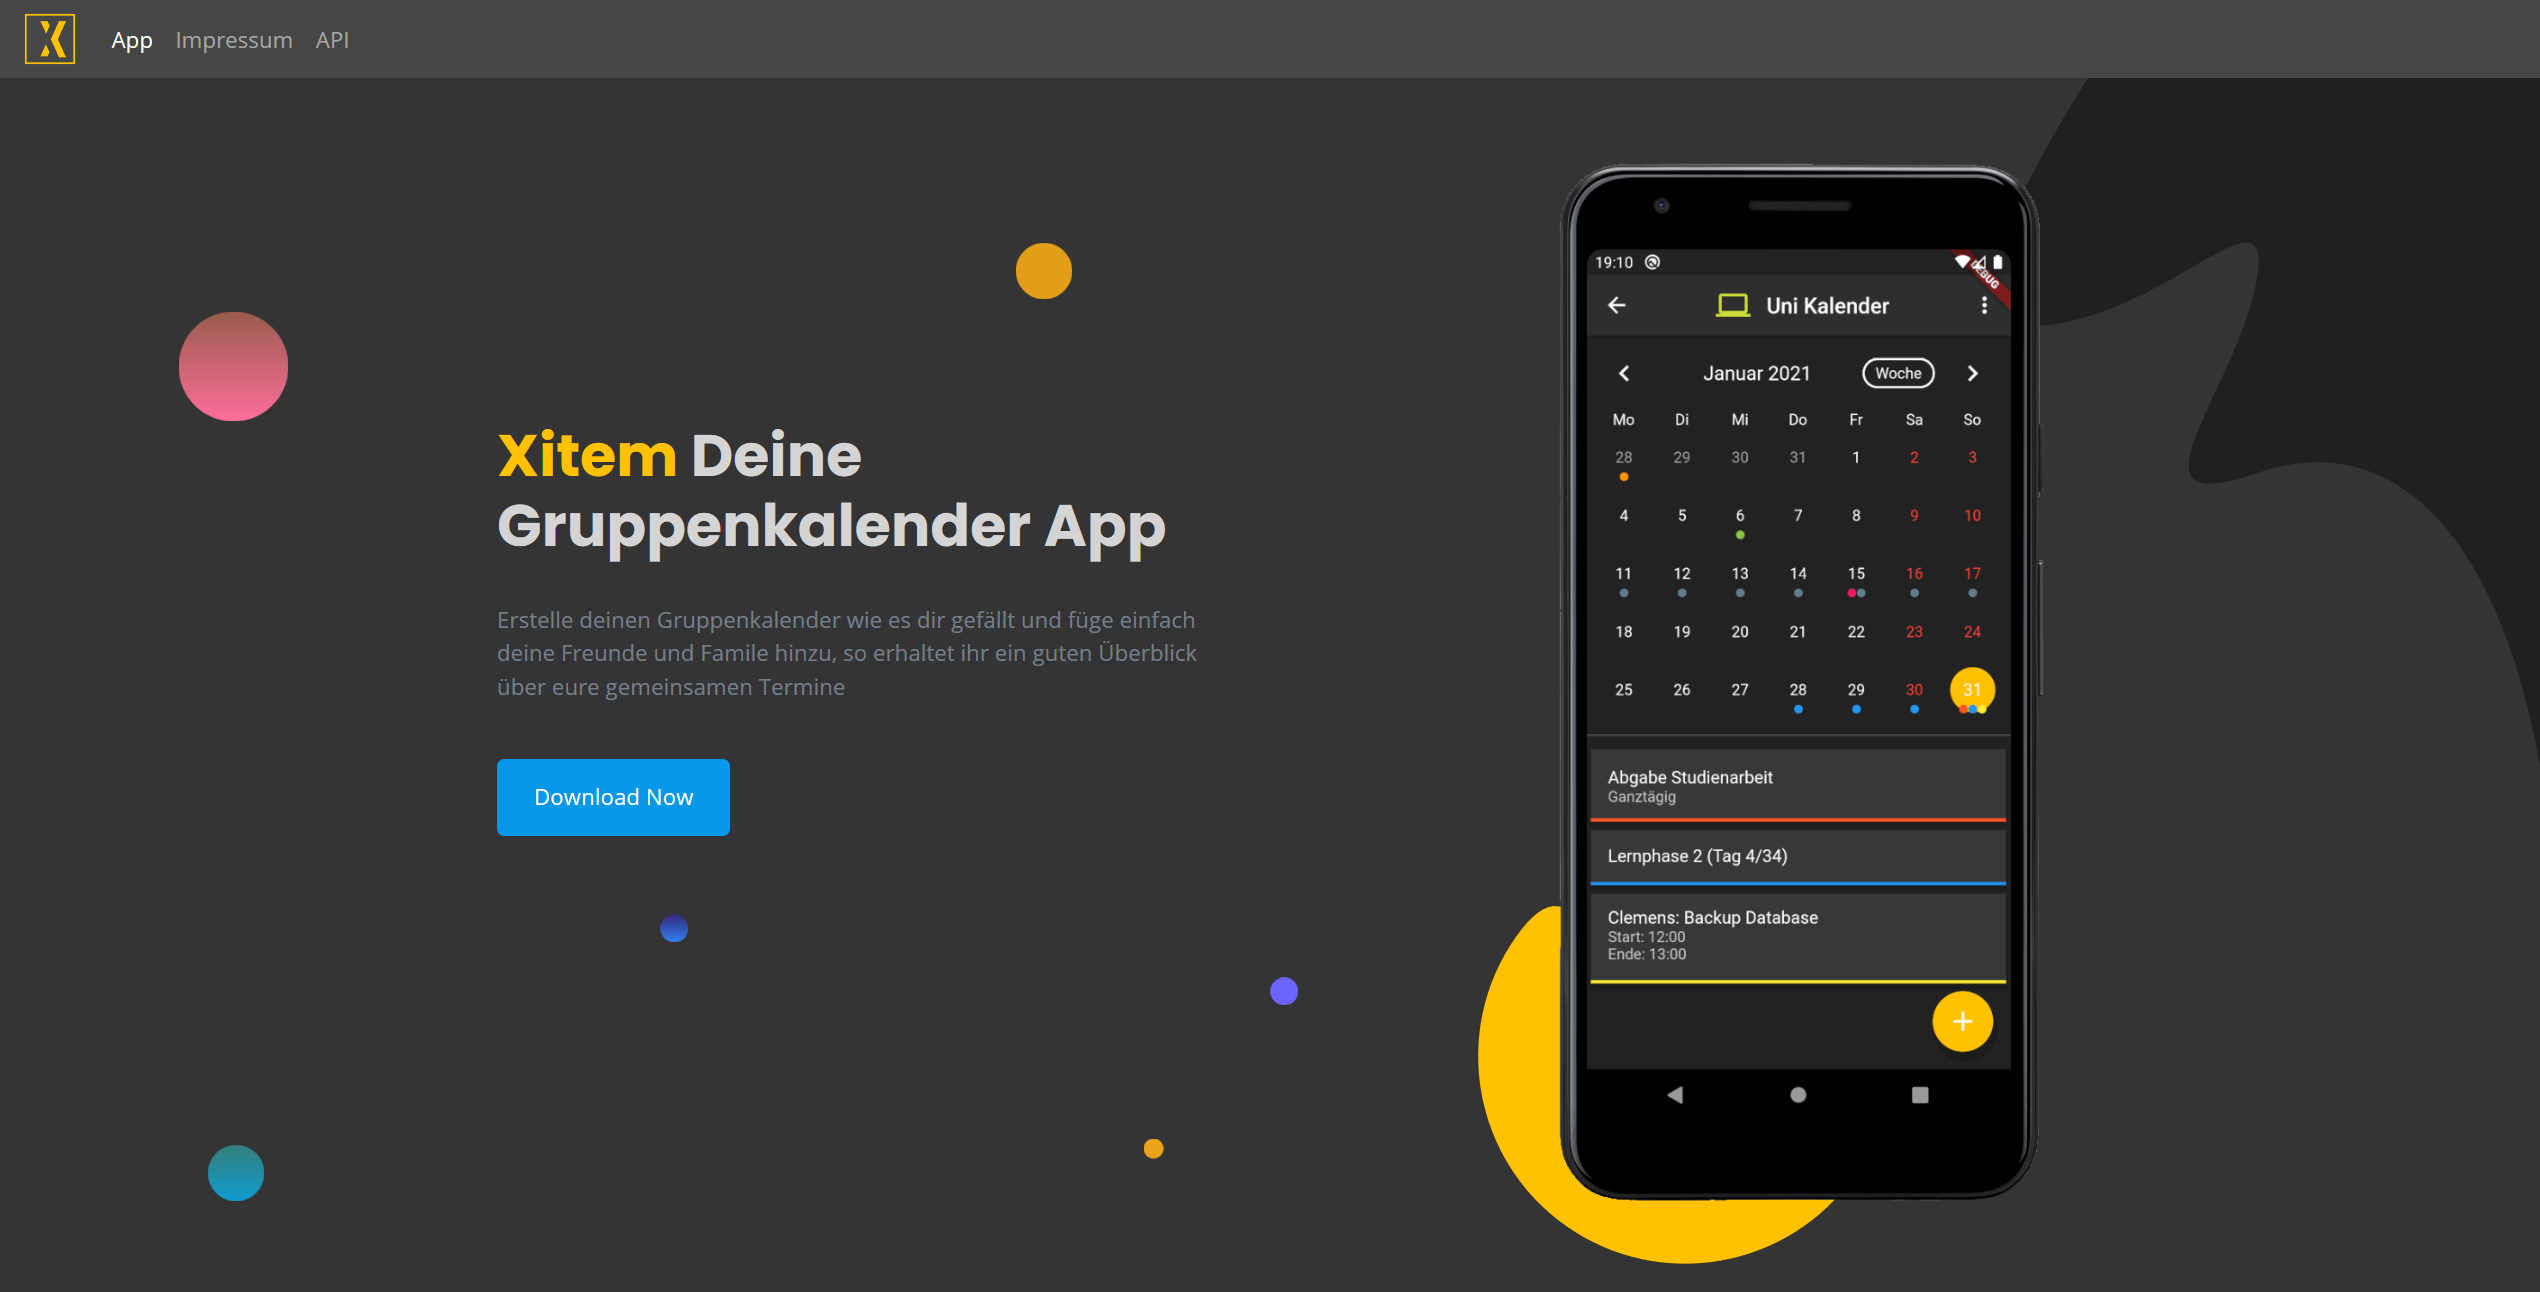 X
App Impressum API
Xitem Deine
Gruppenkalender App
Erstelle deinen Gruppenkalender wie es dir gefällt und füge einfach
deine Freunde und Famile hinzu, so erhaltet ihr ein guten Überblick
über eure gemeinsamen Termine
Download Now
19:10
DEBUG
Uni Kalender
Januar 2021 Woche
Mo Di Mi Do Fr Sa So
28 29 30 31 1 2 3
4 5 6 7 8 9 10
11 12 13 14 15 16 17
18 19 20 21 22 23 24
25 26 27 28 29 30 31
Abgabe Studienarbeit
Ganztägig
Lernphase 2 (Tag 4/34)
Clemens: Backup Database
Start: 12:00
Ende: 13:00